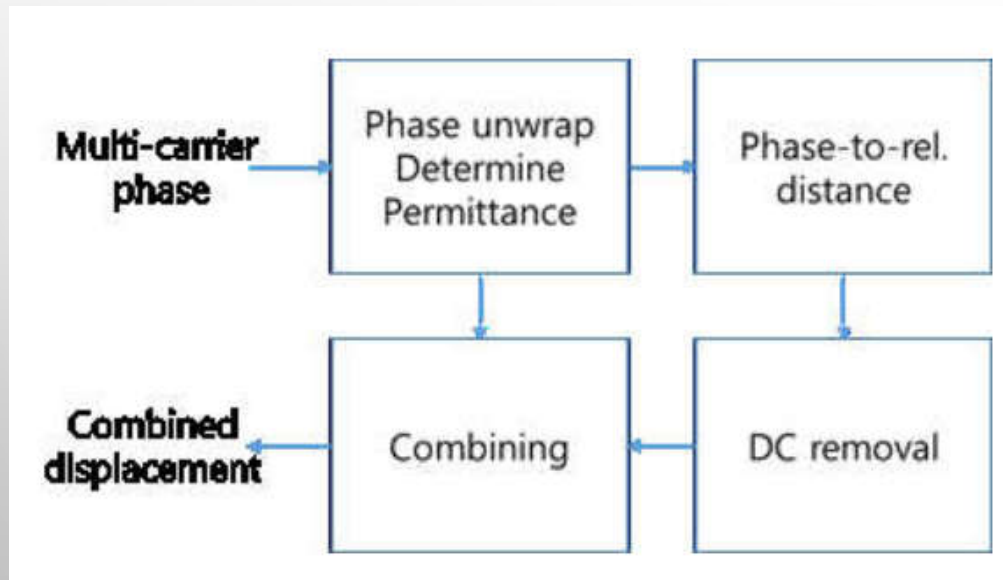 Multi-carrier
phase
Phase unwrap
Determine
Permittance
Phase-to-rel.
distance
Combined
displacement
Combining
DC removal